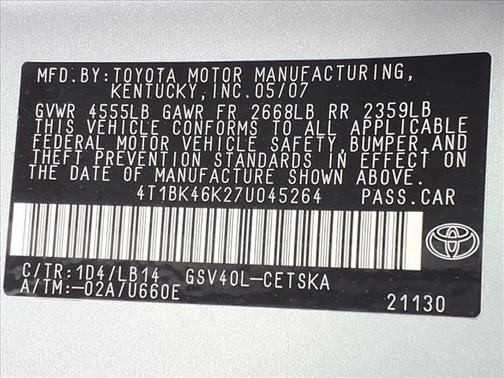 MFD.BY:TOYOTA MOTOR MANUFACTURING,
KENTUCKY,INC.05/07
GVWR 4555LB GAWR FR 2668LB RR 2359LB
THIS VEHICLE CONFORMS TO ALL APPLICABLE
FEDERAL MOTOR VEHICLE SAFETY,BUMPER,AND
THEFT PREVENTION STANDARDS IN EFFECT ON
THE DATE OF MANUFACTURE SHOWN ABOVE.
4T1BK46K27U045264 PASS.CAR
C/TR:1D4/LB14 GSV40L-CETSKA
A/TM:-02A/U660E 21130